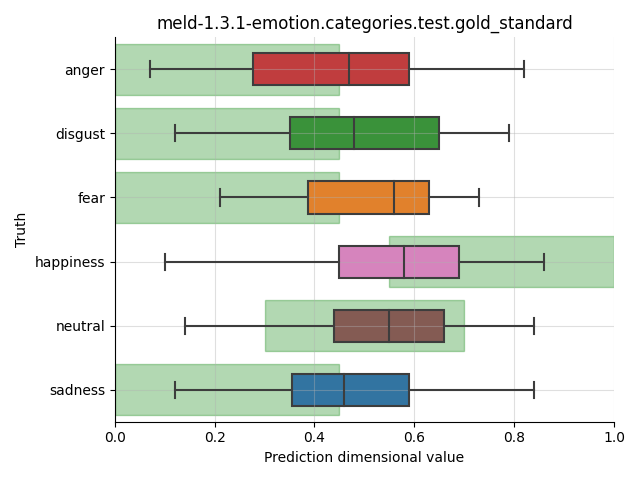 meld-1.3.1-emotion.categories.test.gold_standard
anger
disgust
fear
happiness
neutral
sadness
Truth
0.0 0.2 0.4 0.6 0.8 1.0
Prediction dimensional value